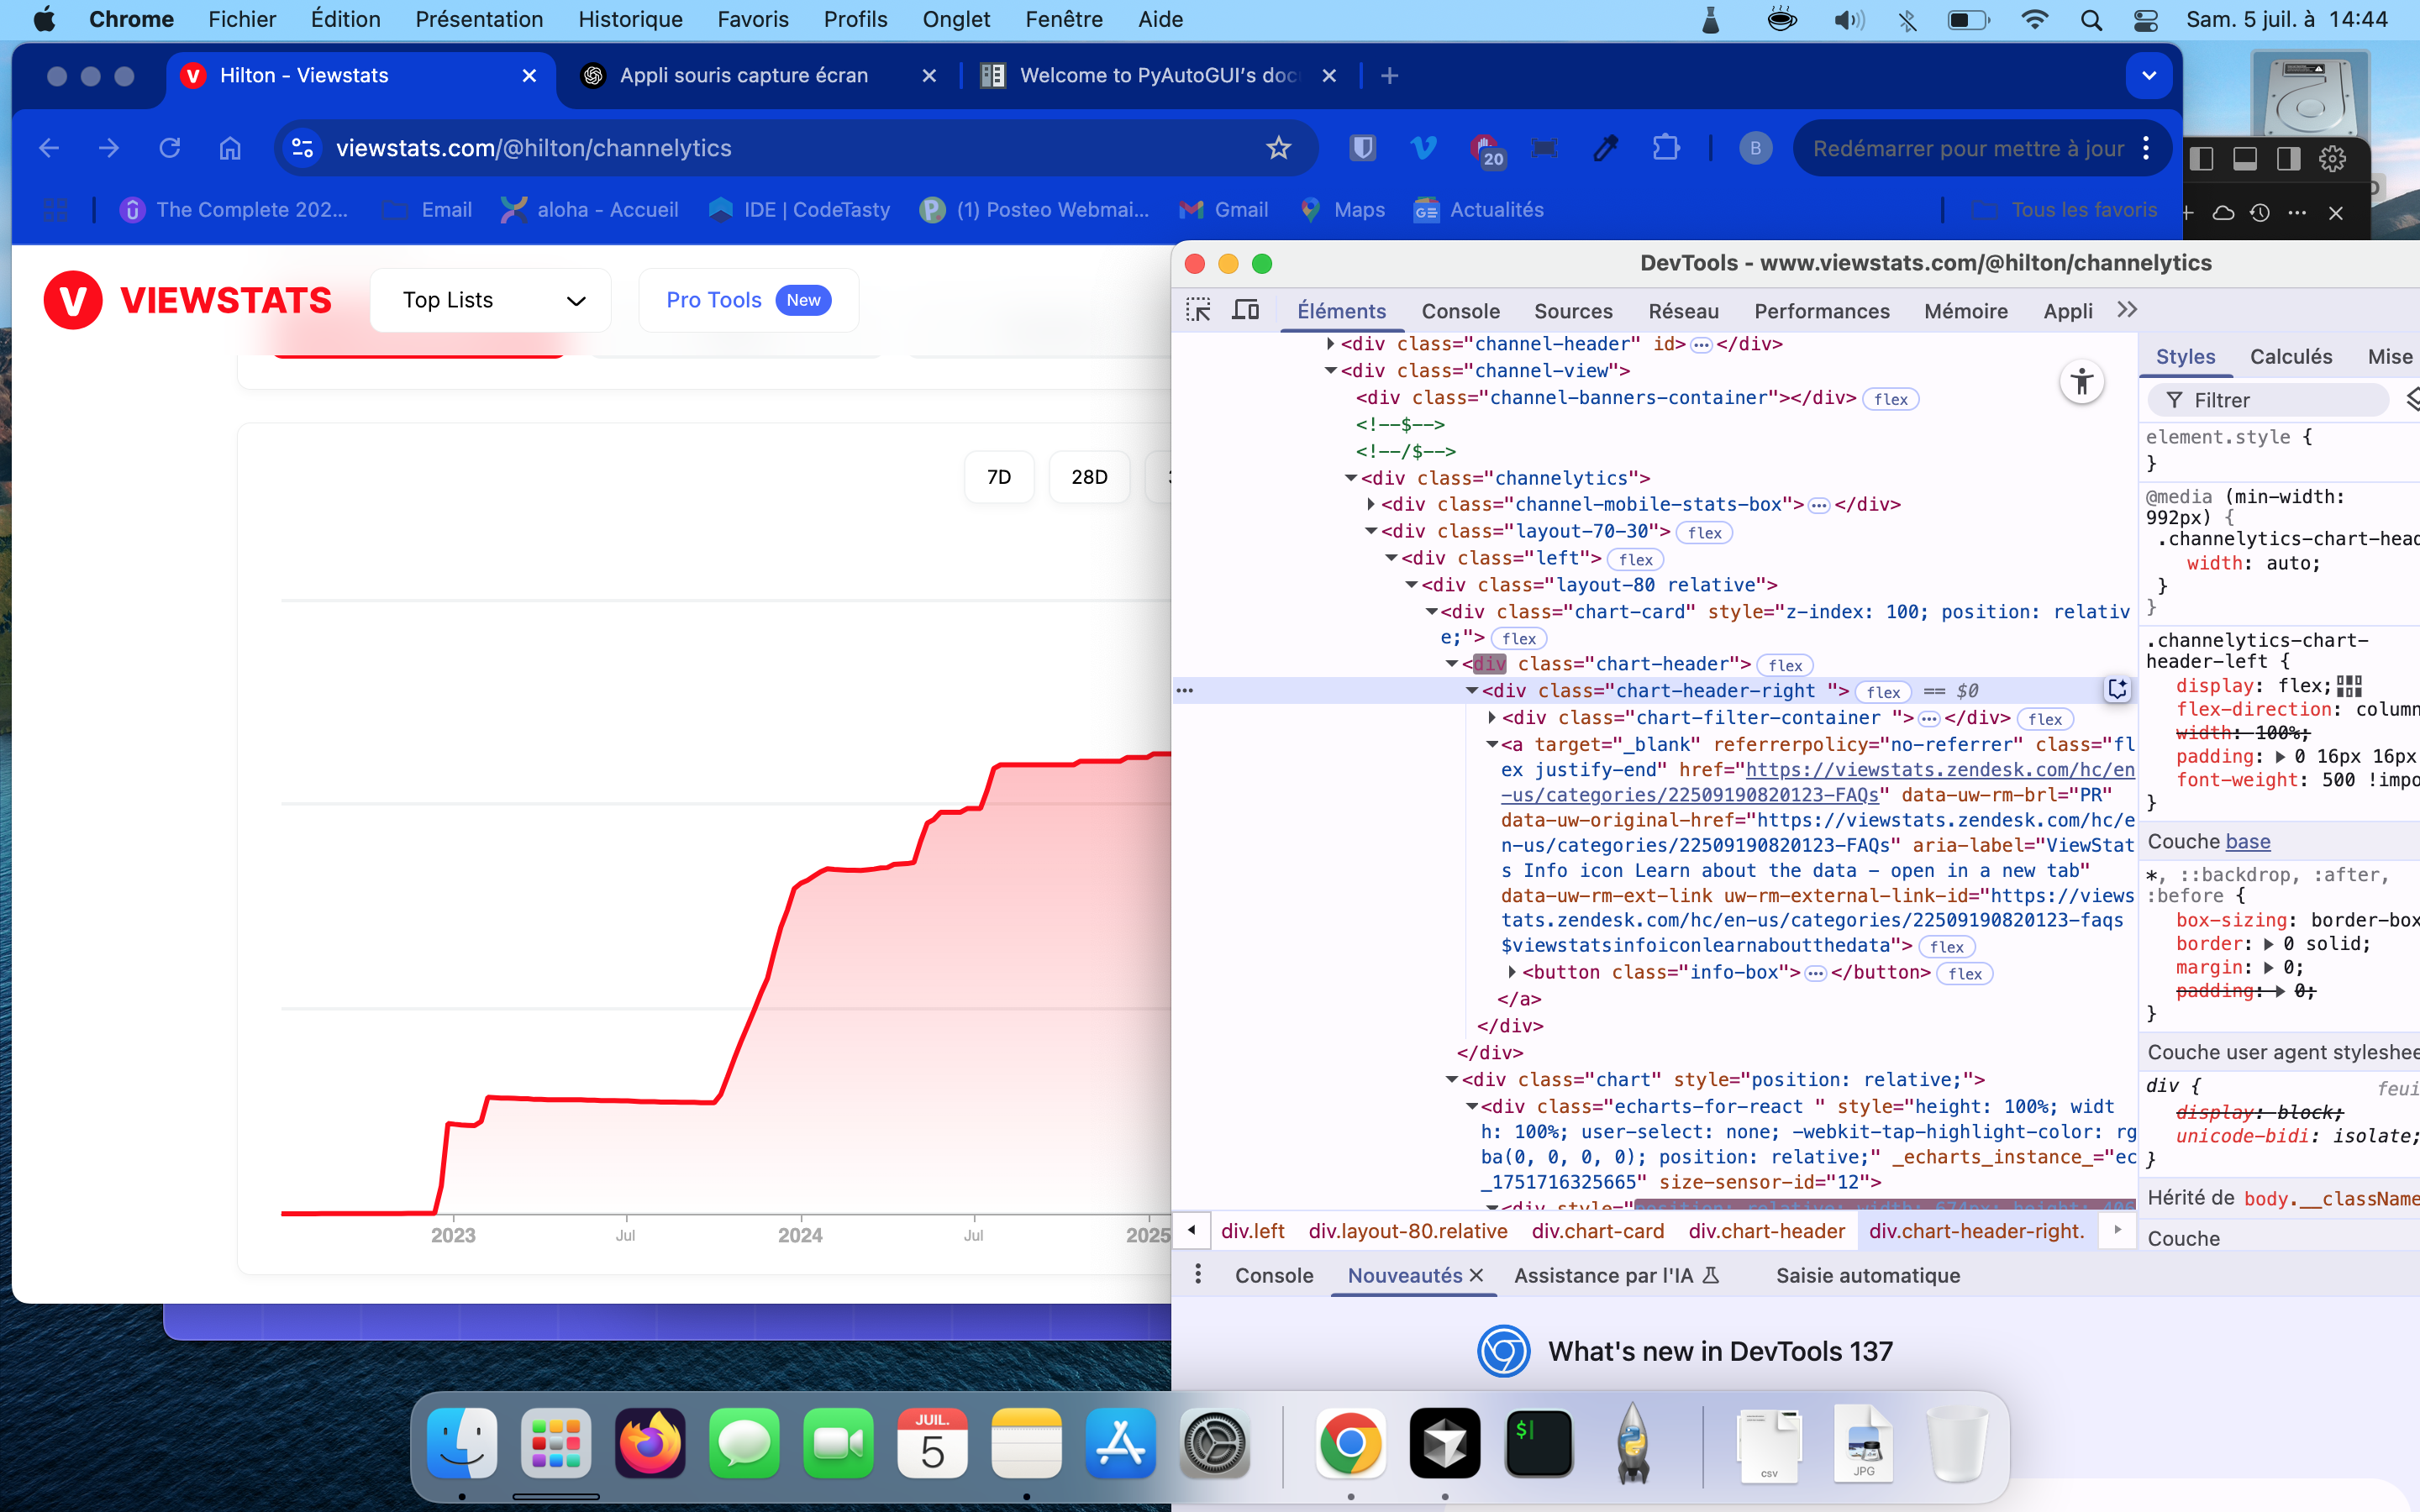 Chrome Fichier Édition Présentation Historique Favoris Profils Onglet Fenêtre Aide Sam. 5 juil. à 14:44
Hilton - Viewstats
Appli souris capture écran
Welcome to PyAutoGUI's doc
viewstats.com/@hilton/channelytics
20
B
Redémarrer pour mettre à jour
The Complete 202...
Email
aloha - Accueil
IDE | CodeTasty
(1) Posteo Webmai...
Gmail
Maps
Actualités
Tous les favoris
VIEWSTATS
Top Lists
Pro Tools New
7D
28D
2023
Jul
2024
Jul
2025
DevTools - www.viewstats.com/@hilton/channelytics
Éléments Console Sources Réseau Performances Mémoire Appli
<div class="channel-header" id>…</div>
<div class="channel-view">
<div class="channel-banners-container"></div> flex
<!--$-->
<!--/$-->
<div class="channelytics">
<div class="channel-mobile-stats-box">…</div>
<div class="layout-70-30"> flex
<div class="left"> flex
<div class="layout-80 relative">
<div class="chart-card" style="z-index: 100; position: relativ
e;"> flex
<div class="chart-header"> flex
<div class="chart-header-right "> flex == $0
<div class="chart-filter-container ">…</div> flex
<a target="_blank" referrerpolicy="no-referrer" class="fl
ex justify-end" href="https://viewstats.zendesk.com/hc/en
-us/categories/22509190820123-FAQs" data-uw-rm-brl="PR"
data-uw-original-href="https://viewstats.zendesk.com/hc/e
n-us/categories/22509190820123-FAQs" aria-label="ViewStat
s Info icon Learn about the data - open in a new tab"
data-uw-rm-ext-link uw-rm-external-link-id="https://views
tats.zendesk.com/hc/en-us/categories/22509190820123-faqs
$viewstatsinfoiconlearnaboutthedata"> flex
<button class="info-box">…</button> flex
</a>
</div>
</div>
<div class="chart" style="position: relative;">
<div class="echarts-for-react " style="height: 100%; widt
h: 100%; user-select: none; -webkit-tap-highlight-color: rg
ba(0, 0, 0, 0); position: relative;" _echarts_instance_="ec
_1751716325665" size-sensor-id="12">
<div style="position: relative; width: 674px; height: 406
div.left div.layout-80.relative div.chart-card div.chart-header div.chart-header-right.
Styles Calculés Mise
Filtrer
element.style {
}
@media (min-width:
992px) {
.channelytics-chart-head
width: auto;
}
}
.channelytics-chart-
header-left {
display: flex;
flex-direction: column
width: 100%;
padding: 0 16px 16px
font-weight: 500 !impo
}
Couche base
*, ::backdrop, :after,
:before {
box-sizing: border-box
border: 0 solid;
margin: 0;
padding: 0;
}
Couche user agent styleshee
div { feui
display: block;
unicode-bidi: isolate;
}
Hérité de body.__className
Couche
Console Nouveautés Assistance par l'IA Saisie automatique
What's new in DevTools 137
JUIL.
5
$
csv
JPG